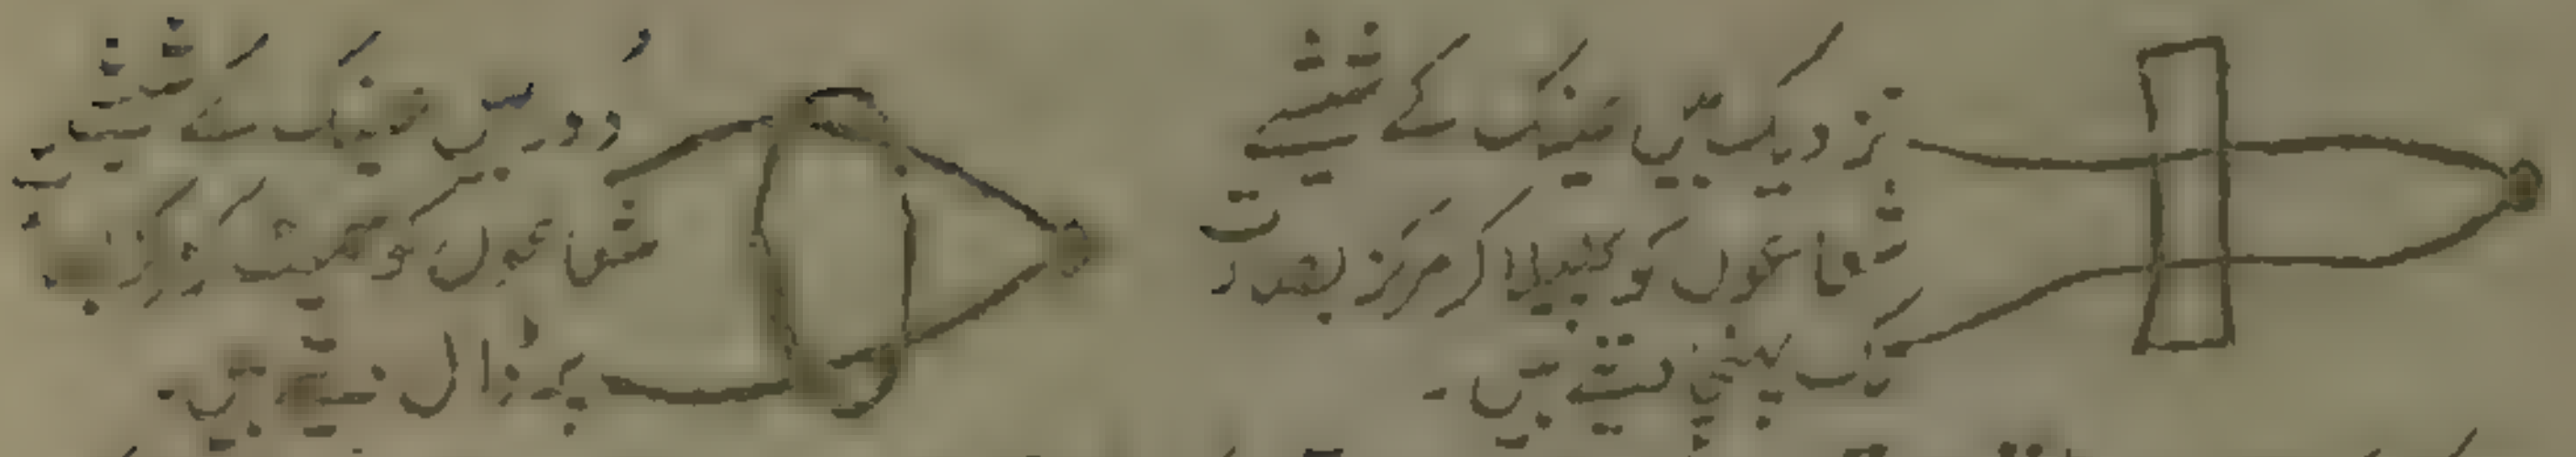 نزدیک بیں عینک کے شیشے
شعاعوں کو پھیلا کر مرکز بصارت
تک پہنچا دیتے ہیں۔
دور بیں عینک کے شیشے
شعاعوں کو سمیٹ کر مرکز
پر ڈال دیتے ہیں۔